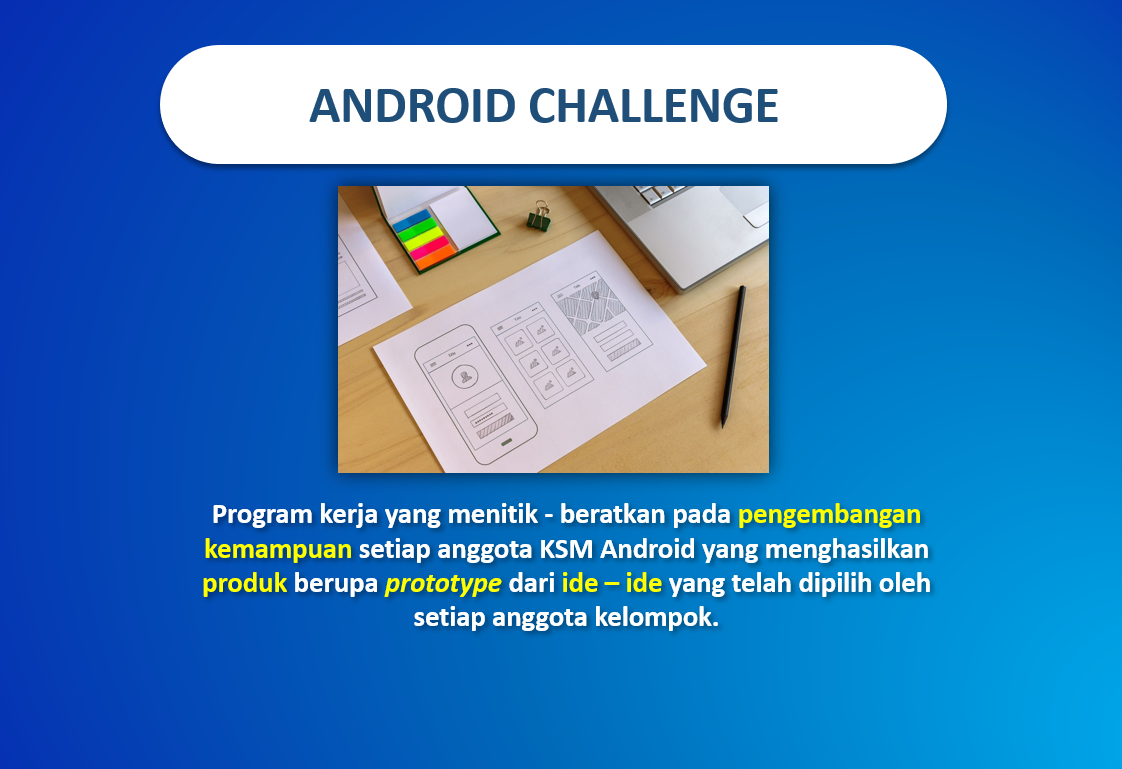 ANDROID CHALLENGE
Program kerja yang menitik - beratkan pada pengembangan
kemampuan setiap anggota KSM Android yang menghasilkan
produk berupa prototype dari ide – ide yang telah dipilih oleh
setiap anggota kelompok.